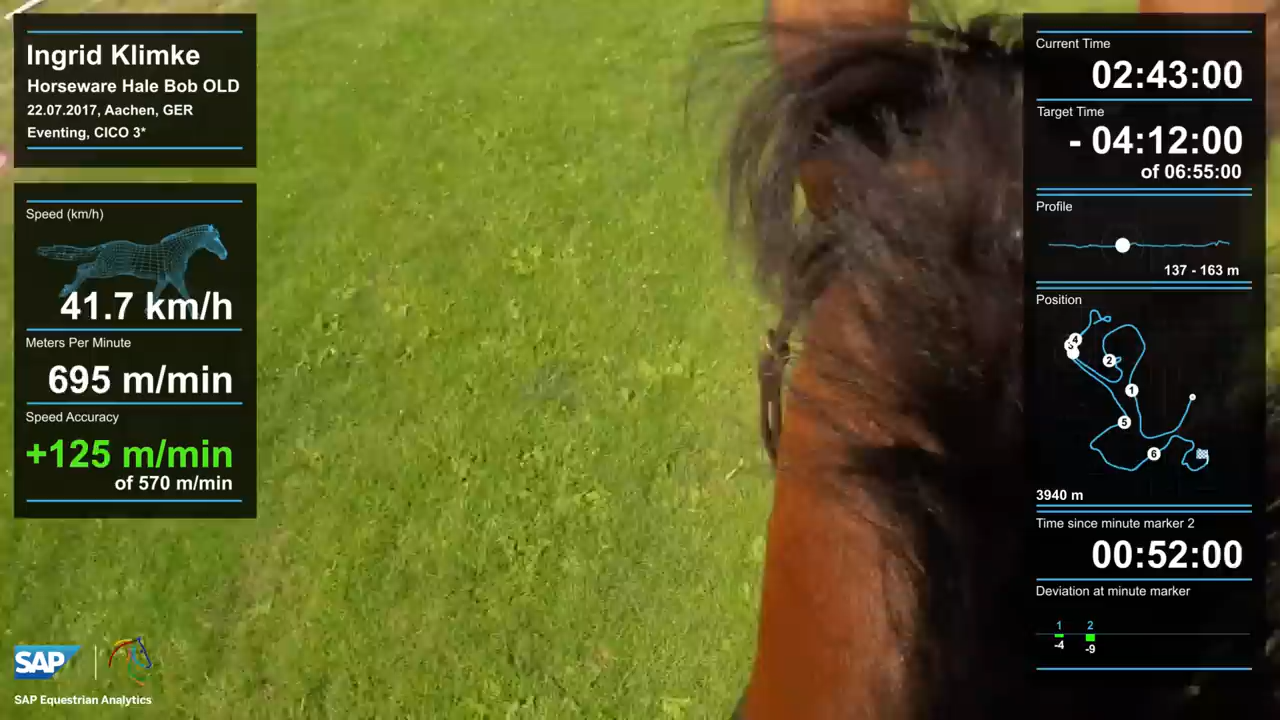 Ingrid Klimke
Horseware Hale Bob OLD
22.07.2017, Aachen, GER
Eventing, CICO 3*
Speed (km/h)
41.7 km/h
Meters Per Minute
695 m/min
Speed Accuracy
+125 m/min
of 570 m/min
SAP
SAP Equestrian Analytics
Current Time
02:43:00
Target Time
- 04:12:00
of 06:55:00
Profile
137 - 163 m
Position
4
3
2
1
5
6
3940 m
Time since minute marker 2
00:52:00
Deviation at minute marker
1 2
-4 -9